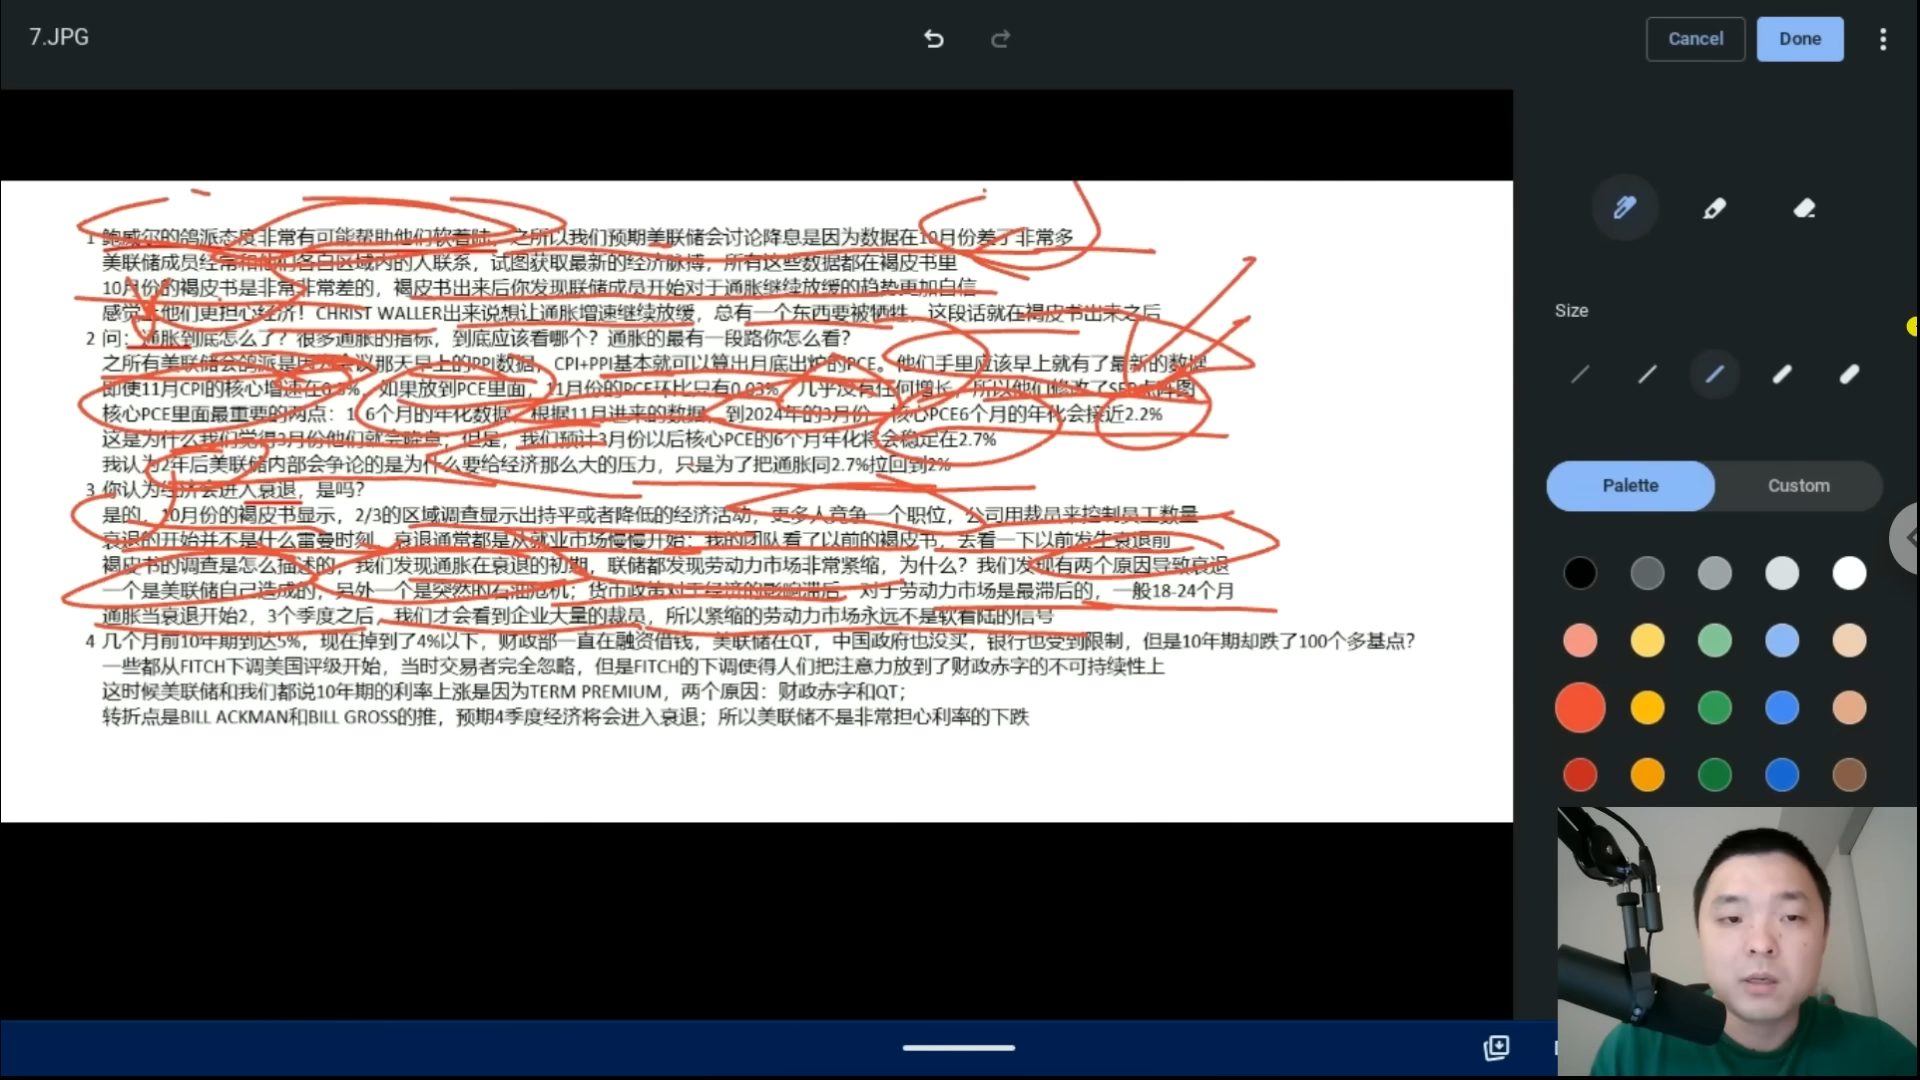 7.JPG
Cancel
Done
1 鲍威尔的鸽派态度非常有可能帮助他们软着陆，之所以我们预期美联储会讨论降息是因为数据在10月份差了非常多
美联储成员经常和他们各自区域内的人联系，试图获取最新的经济脉搏，所有这些数据都在褐皮书里
10月份的褐皮书是非常非常差的，褐皮书出来后你发现联储成员开始对于通胀继续放缓的趋势更加自信
感觉上他们更担心经济！CHRIST WALLER出来说想让通胀增速继续放缓，总有一个东西要被牺牲，这段话就在褐皮书出来之后
2 问：通胀到底怎么了？很多通胀的指标，到底应该看哪个？通胀的最有一段路你怎么看？
之所有美联储会鸽派是因为会议那天早上的PPI数据，CPI+PPI基本就可以算出月底出炉的PCE。他们手里应该早上就有了最新的数据
即使11月CPI的核心增速在0.3%，如果放到PCE里面，11月份的PCE环比只有0.03%，几乎没有任何增长，所以他们修改了SEP点阵图
核心PCE里面最重要的两点：1 6个月的年化数据，根据11月进来的数据，到2024年的3月份，核心PCE6个月的年化会接近2.2%
这是为什么我们觉得3月份他们就会降息；但是，我们预计3月份以后核心PCE的6个月年化将会稳定在2.7%
我认为2年后美联储内部会争论的是为什么要给经济那么大的压力，只是为了把通胀同2.7%拉回到2%
3 你认为经济会进入衰退，是吗？
是的，10月份的褐皮书显示，2/3的区域调查显示出持平或者降低的经济活动，更多人竞争一个职位，公司用裁员来控制员工数量
衰退的开始并不是什么雷曼时刻，衰退通常都是从就业市场慢慢开始：我的团队看了以前的褐皮书，去看一下以前发生衰退前
褐皮书的调查是怎么描述的，我们发现通胀在衰退的初期，联储都发现劳动力市场非常紧缩，为什么？我们发现有两个原因导致衰退
一个是美联储自己造成的，另外一个是突然的石油危机；货币政策对于经济的影响滞后，对于劳动力市场是最滞后的，一般18-24个月
通胀当衰退开始2，3个季度之后，我们才会看到企业大量的裁员，所以紧缩的劳动力市场永远不是软着陆的信号
4 几个月前10年期到达5%，现在掉到了4%以下，财政部一直在融资借钱，美联储在QT，中国政府也没买，银行也受到限制，但是10年期却跌了100个多基点？
一些都从FITCH下调美国评级开始，当时交易者完全忽略，但是FITCH的下调使得人们把注意力放到了财政赤字的不可持续性上
这时候美联储和我们都说10年期的利率上涨是因为TERM PREMIUM，两个原因：财政赤字和QT；
转折点是BILL ACKMAN和BILL GROSS的推，预期4季度经济将会进入衰退；所以美联储不是非常担心利率的下跌
Size
Palette
Custom